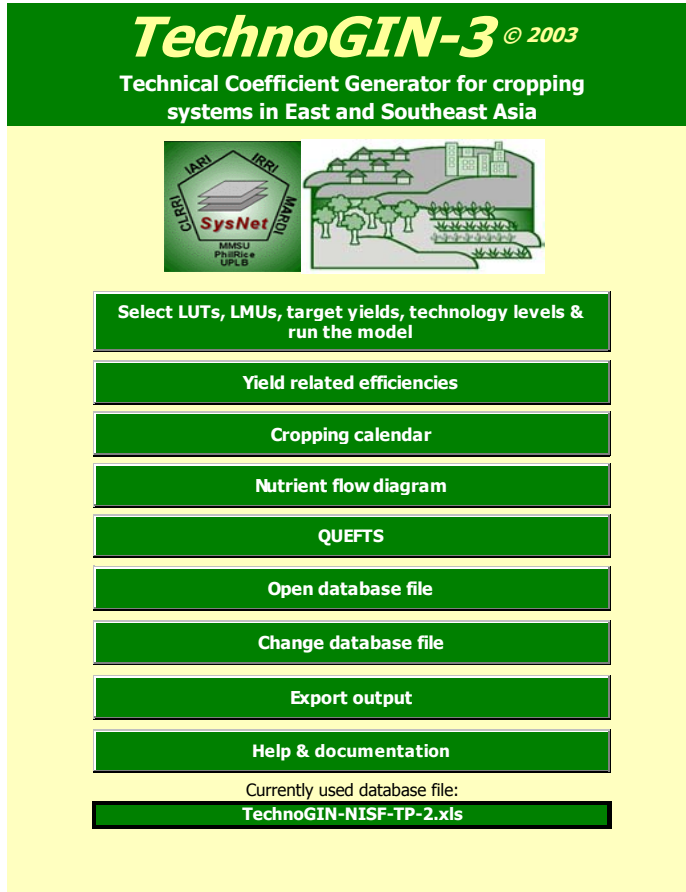 TechnoGIN-3 © 2003
Technical Coefficient Generator for cropping
systems in East and Southeast Asia
CLRRI
IARI
IRRI
MARDI
SysNet
MMSU
PhilRice
UPLB
Select LUTs, LMUs, target yields, technology levels &
run the model
Yield related efficiencies
Cropping calendar
Nutrient flow diagram
QUEFTS
Open database file
Change database file
Export output
Help & documentation
Currently used database file:
TechnoGIN-NISF-TP-2.xls